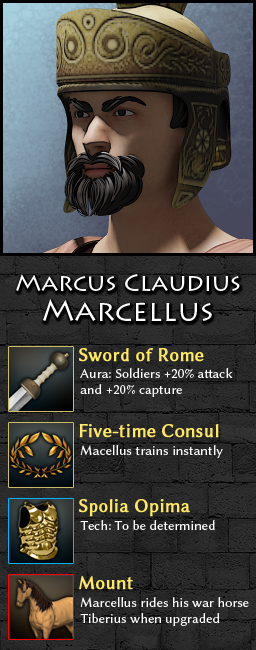 Marcus Claudius
Marcellus
Sword of Rome
Aura: Soldiers +20% attack
and +20% capture
Five-time Consul
Macellus trains instantly
Spolia Opima
Tech: To be determined
Mount
Marcellus rides his war horse
Tiberius when upgraded